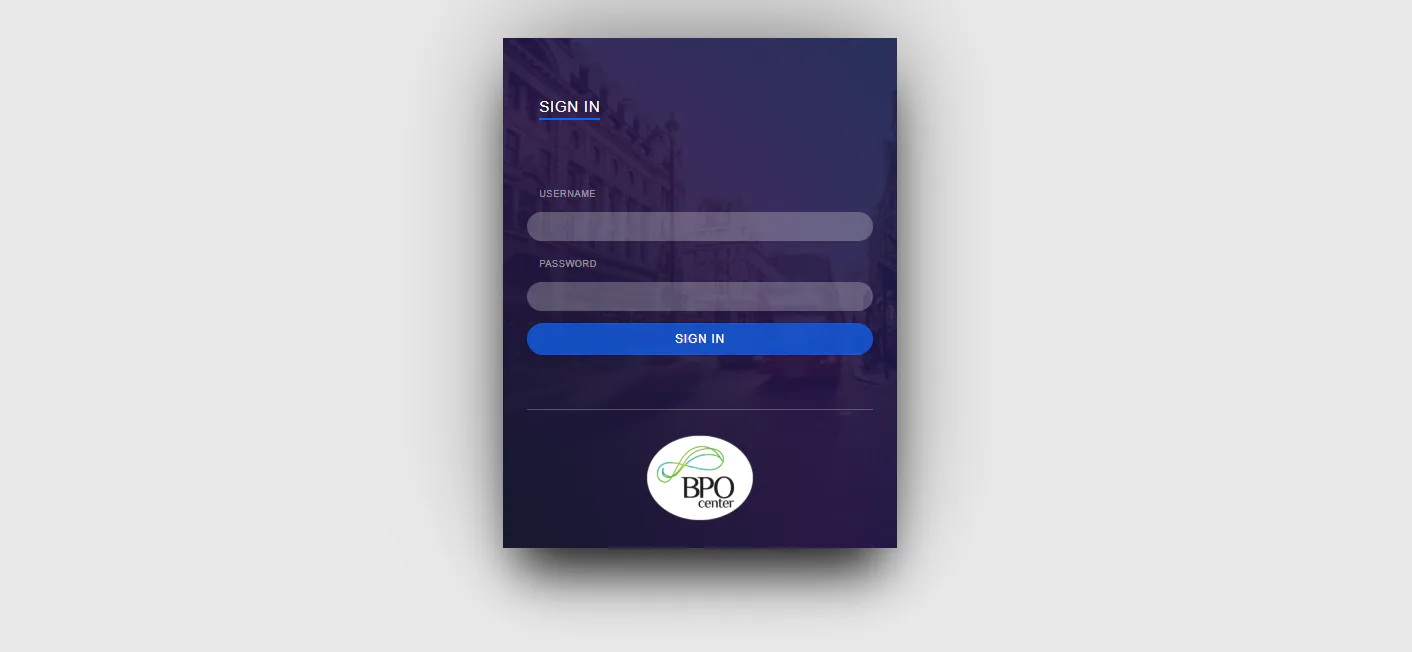 SIGN IN
USERNAME
PASSWORD
SIGN IN
BPO
center